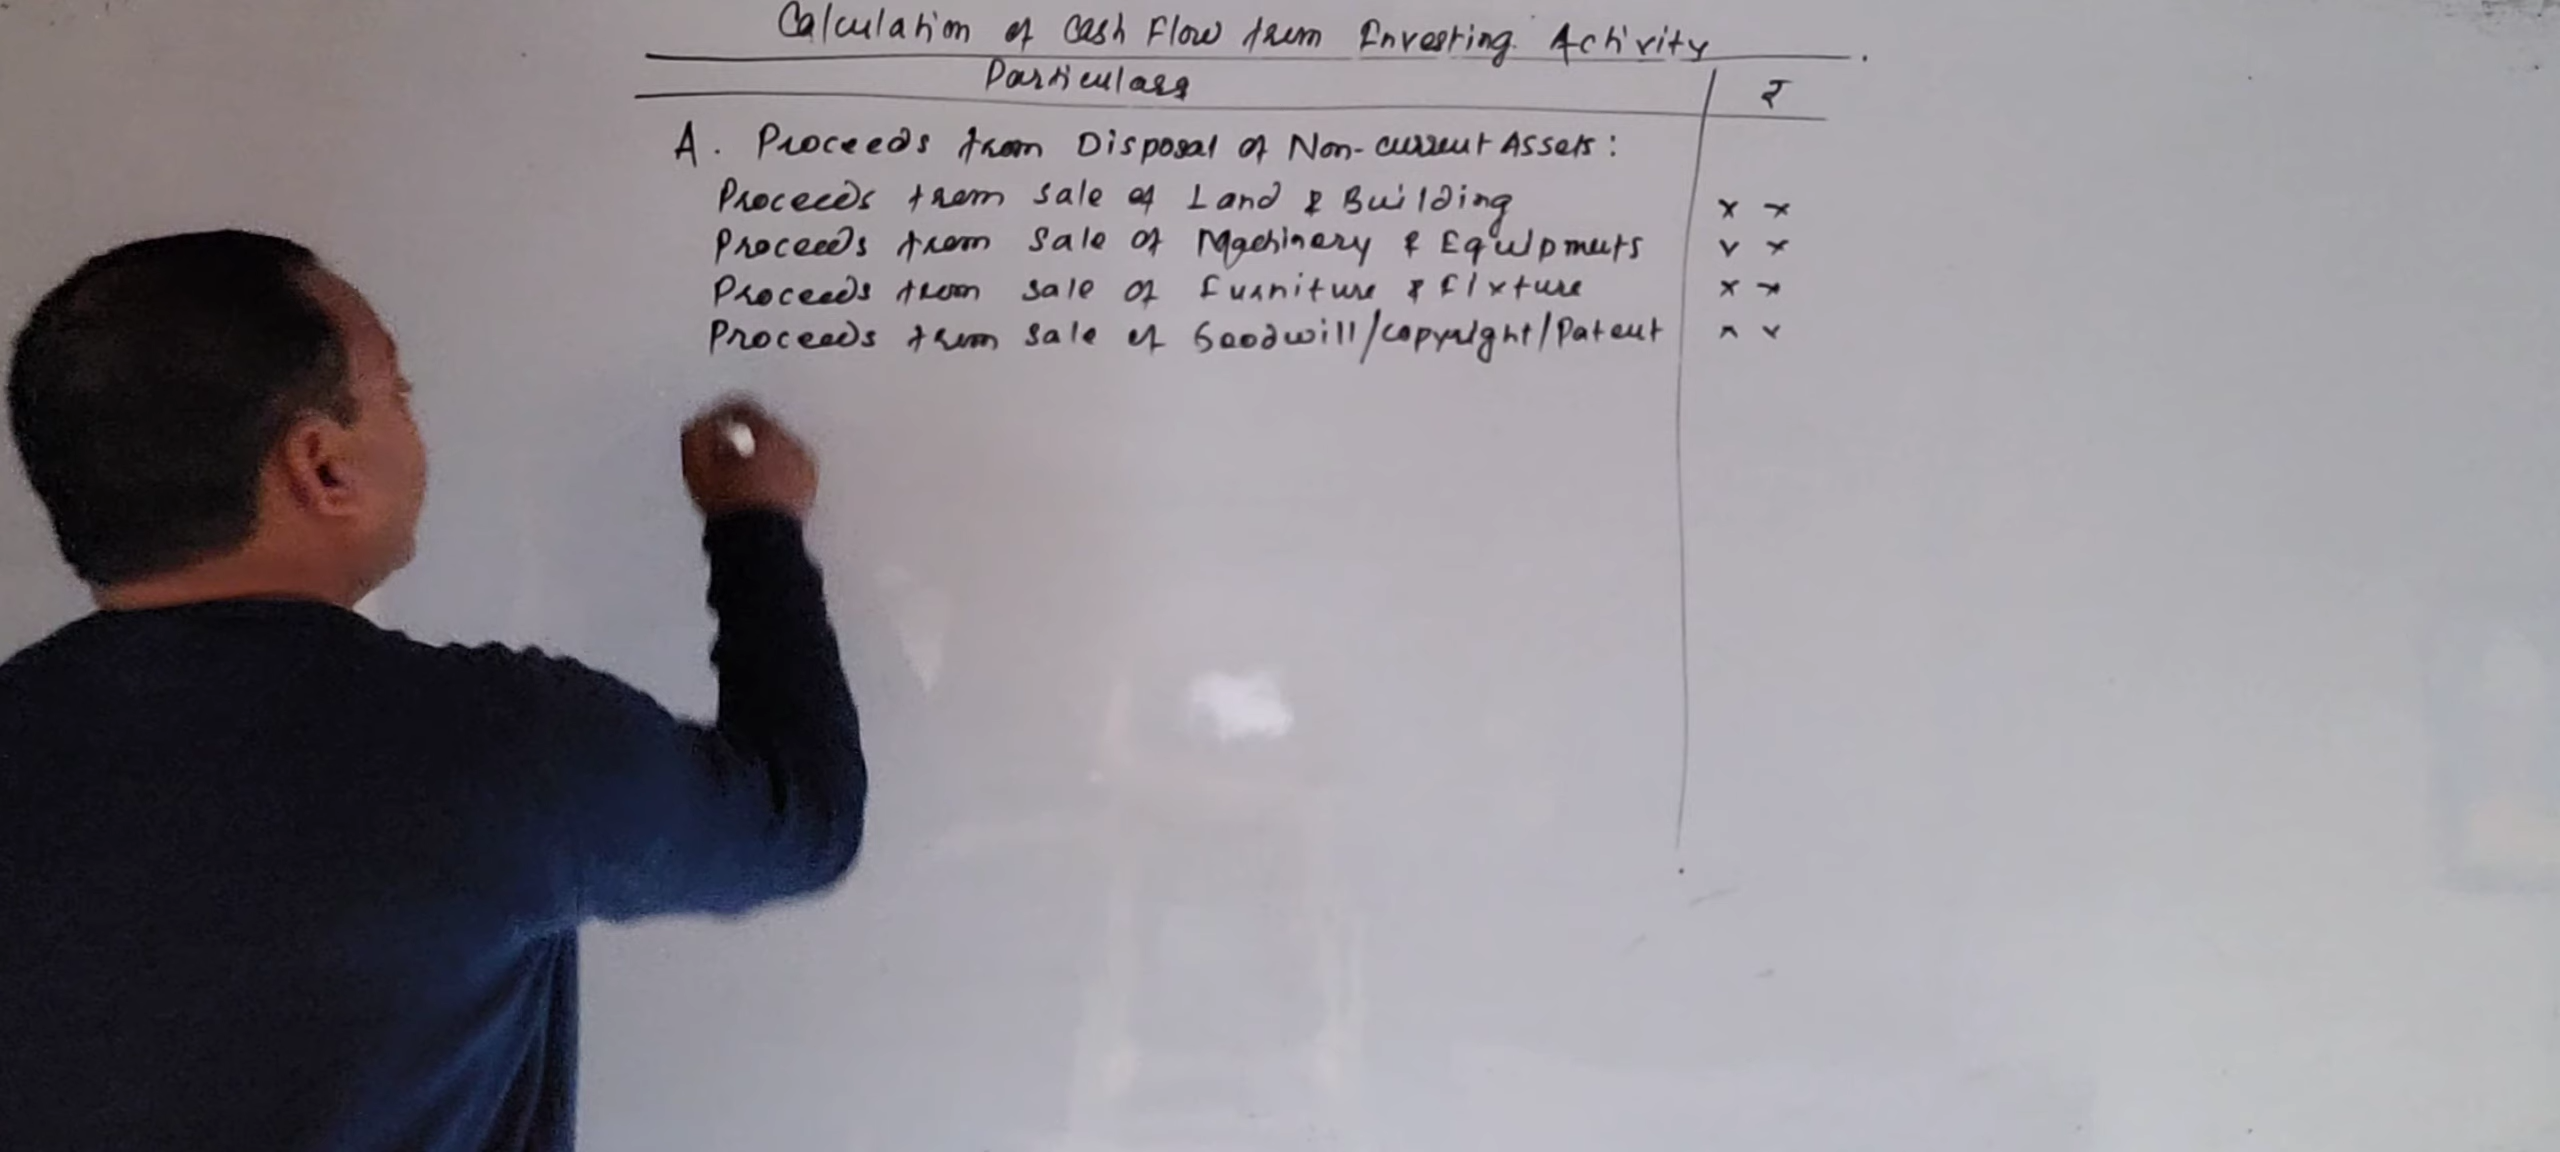 Calculation of Cash Flow from Investing Activity
Particulars ₹
A. Proceeds from Disposal of Non-current Assets:
Proceeds from sale of Land & Building x x
Proceeds from sale of Machinery & Equipments x x
Proceeds from sale of Furniture & Fixture x x
Proceeds from sale of Goodwill/Copyright/Patent x x